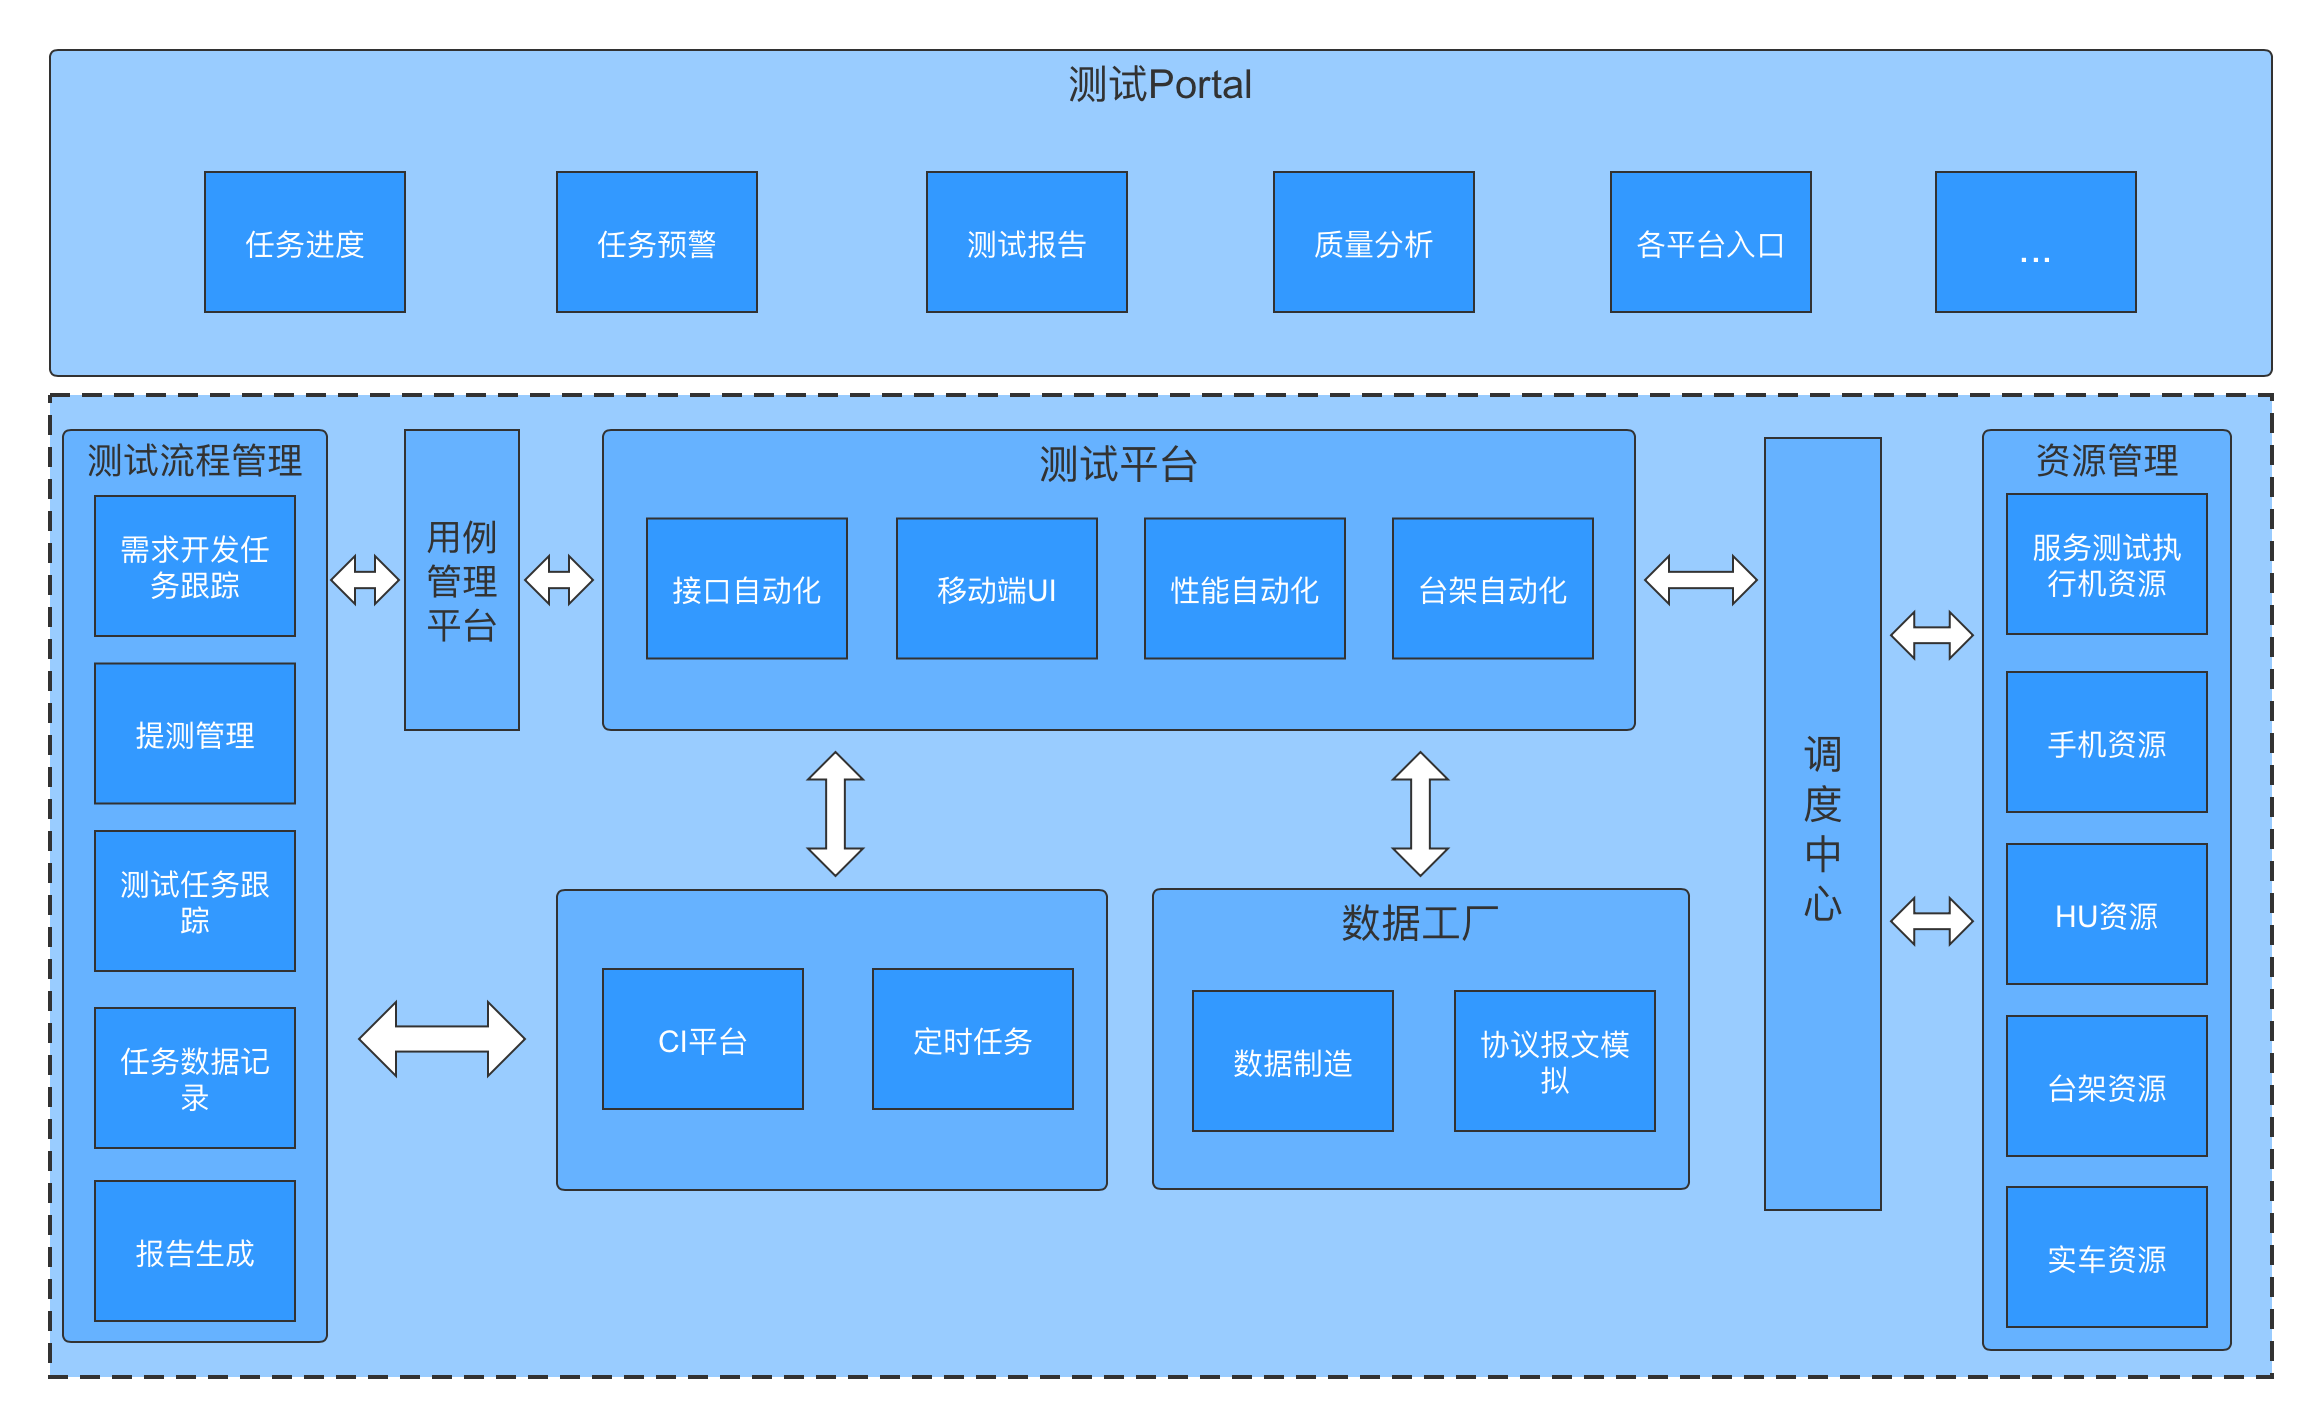 测试Portal
任务进度
任务预警
测试报告
质量分析
各平台入口
...
测试流程管理
需求开发任
务跟踪
提测管理
测试任务跟
踪
任务数据记
录
报告生成
用例
管理
平台
测试平台
接口自动化
移动端UI
性能自动化
台架自动化
CI平台
定时任务
数据工厂
数据制造
协议报文模
拟
调
度
中
心
资源管理
服务测试执
行机资源
手机资源
HU资源
台架资源
实车资源